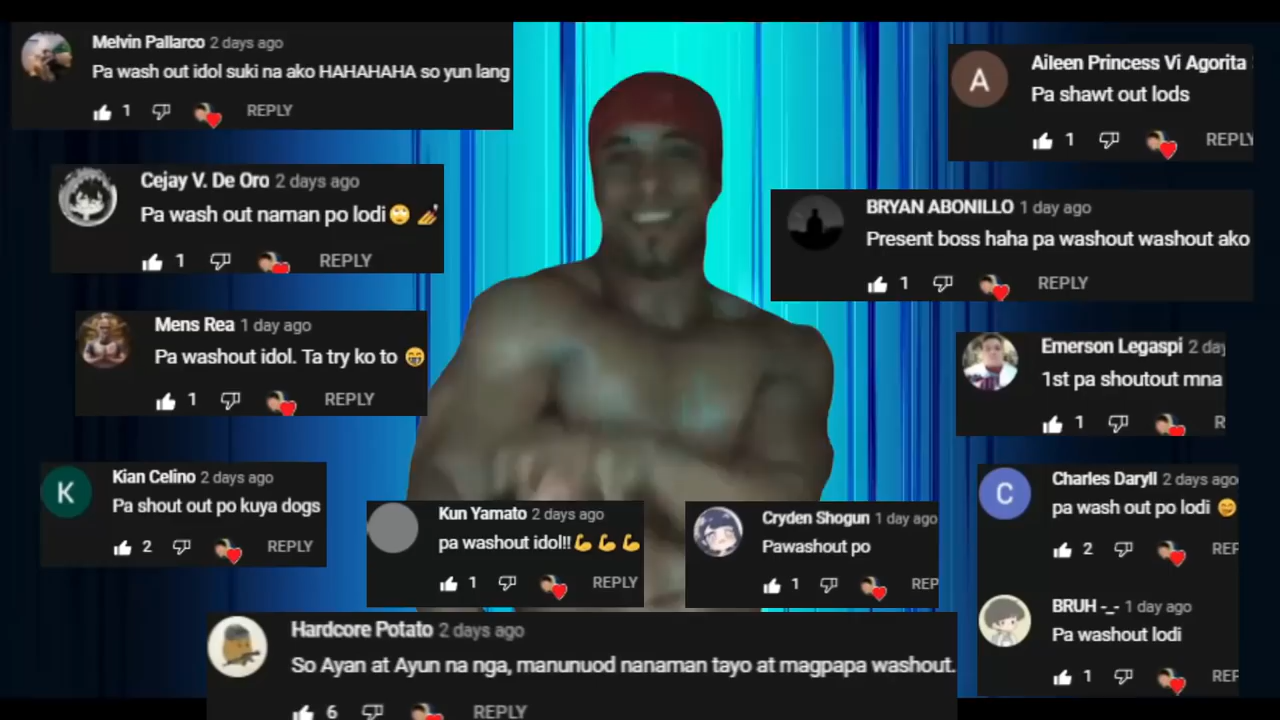 Melvin Pallarco 2 days ago
Pa wash out idol suki na ako HAHAHAHA so yun lang
1 REPLY
Cejay V. De Oro 2 days ago
Pa wash out naman po lodi🙄 💅
1 REPLY
Mens Rea 1 day ago
Pa washout idol. Ta try ko to 😁
1 REPLY
Kian Celino 2 days ago
Pa shout out po kuya dogs
2 REPLY
Kun Yamato 2 days ago
pa washout idol!!💪💪💪
1 REPLY
Hardcore Potato 2 days ago
So Ayan at Ayun na nga, manunuod nanaman tayo at magpapa washout.
6 REPLY
Cryden Shogun 1 day ago
Pawashout po
1 REP
A
Aileen Princess Vi Agorita
Pa shawt out lods
1 REPLY
BRYAN ABONILLO 1 day ago
Present boss haha pa washout washout ako
1 REPLY
Emerson Legaspi 2 day
1st pa shoutout mna
1 R
Charles Daryll 2 days ago
pa wash out po lodi 😄
2 REP
BRUH -_- 1 day ago
Pa washout lodi
1 REF
K
C